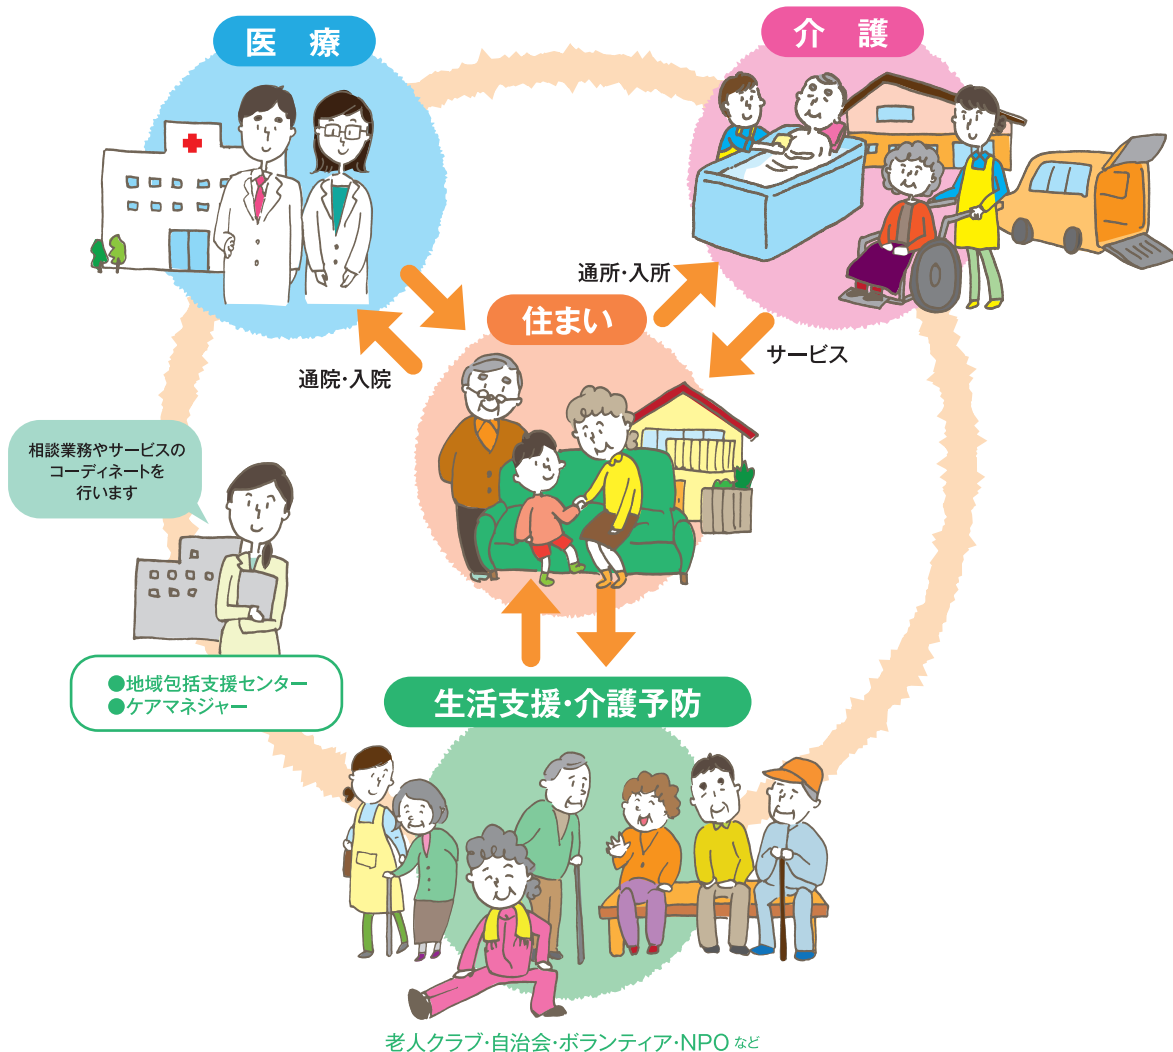 医療
介護
通所・入所
住まい
サービス
通院・入院
相談業務やサービスの
コーディネートを
行います
●地域包括支援センター
●ケアマネジャー
生活支援・介護予防
老人クラブ・自治会・ボランティア・NPO など